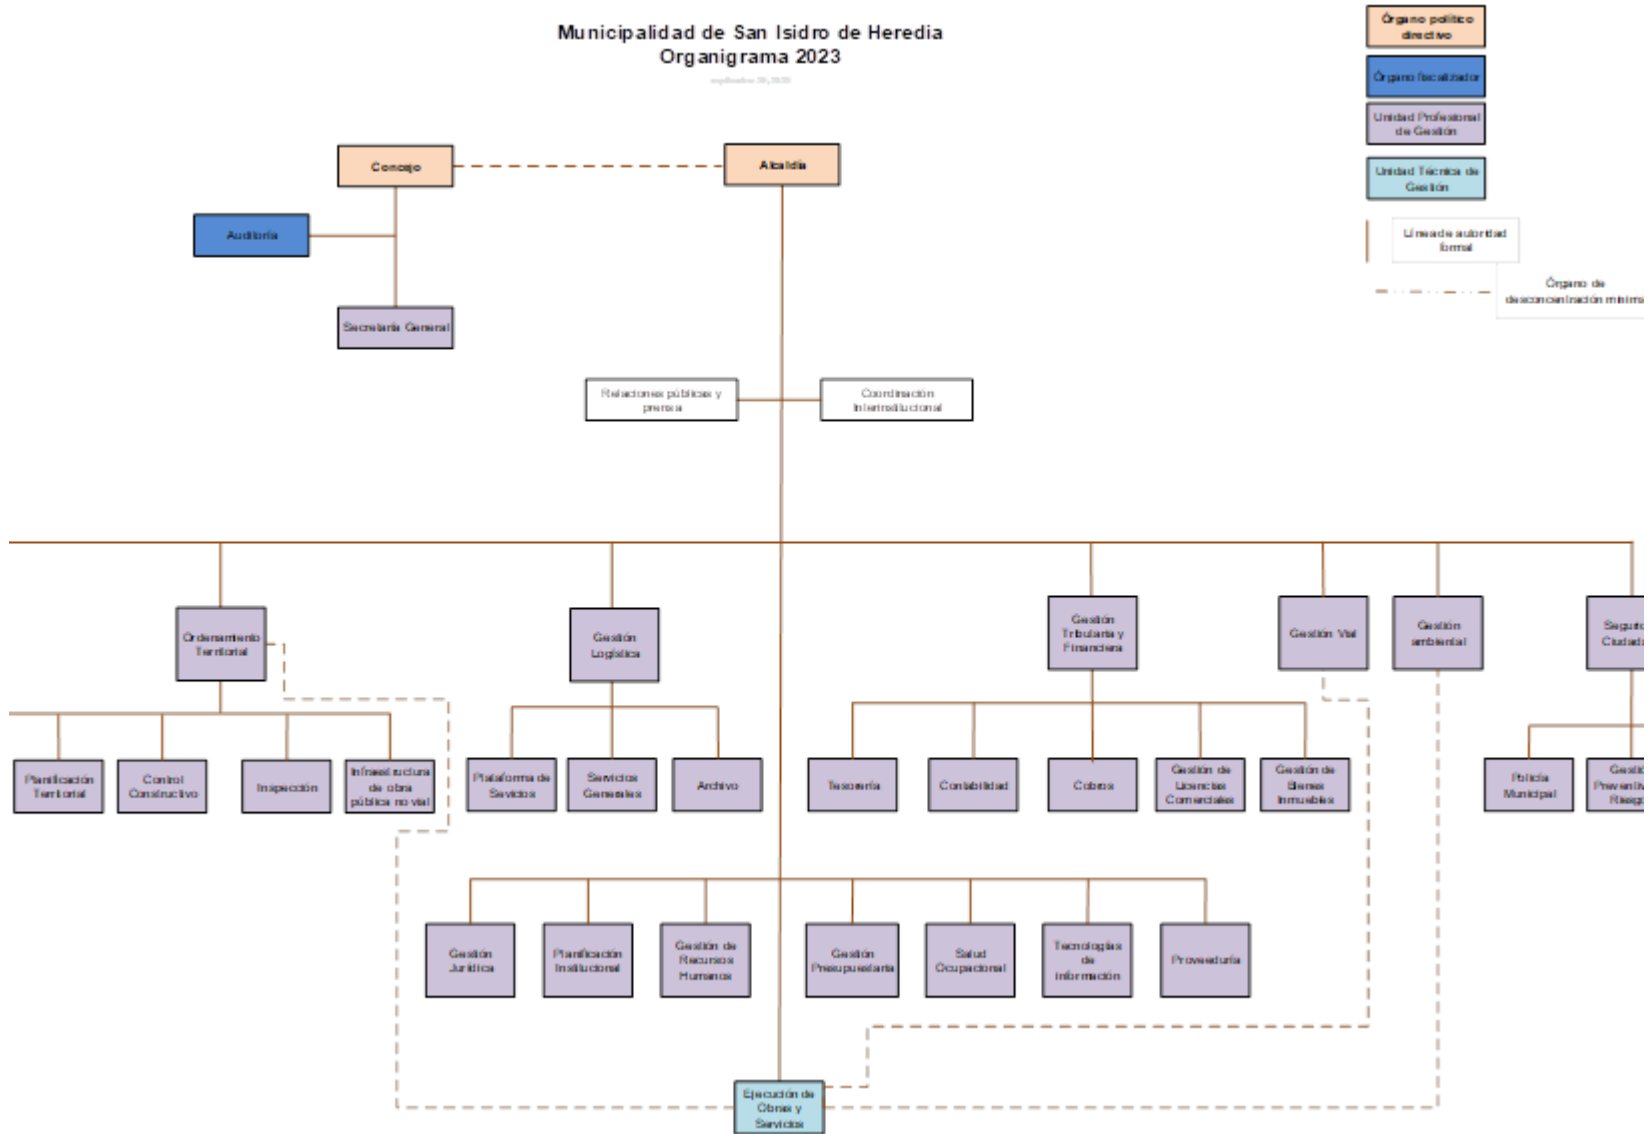 Municipalidad de San Isidro de Heredia
Organigrama 2023
Órgano político
directivo
Órgano fiscalizador
Unidad Profesional
de Gestión
Unidad Técnica de
Gestión
Línea de autoridad
formal
Órgano de
desconcentración
Concejo
Alcaldía
Auditoría
Secretaría General
Relaciones públicas y
prensa
Coordinación
Interinstitucional
Ordenamiento
Territorial
Gestión
Logística
Gestión
Tributaria y
Financiera
Gestión Vial
Gestión
ambiental
Planificación
Territorial
Control
Constructivo
Inspección
Infraestructura
de obra
pública no vial
Plataforma de
Sevicios
Servicios
Generales
Archivo
Tesorería
Contabilidad
Cobros
Gestión de
Licencias
Comerciales
Gestión de
Bienes
Inmuebles
Policía
Municipal
Gestión
Jurídica
Planificación
Institucional
Gestión de
Recursos
Humanos
Gestión
Presupuestaria
Salud
Ocupacional
Tecnologías
de
información
Proveeduría
Ejecución de
Obras y
Servicios